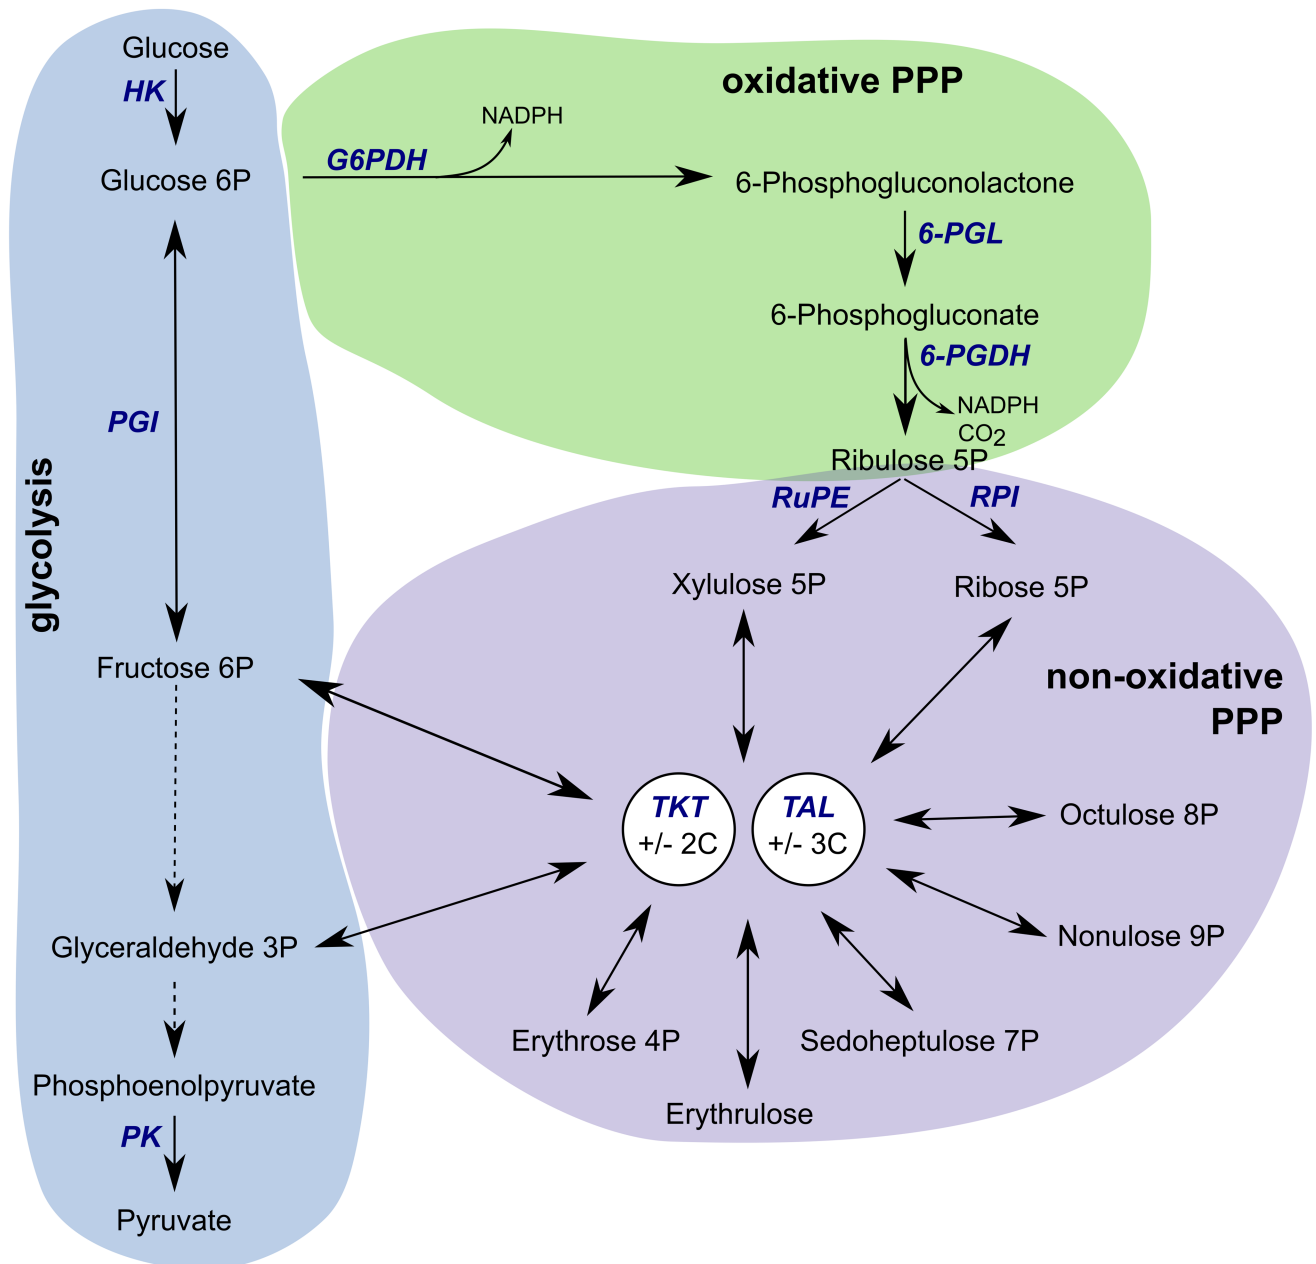 Glucose
HK
Glucose 6P
PGI
glycolysis
Fructose 6P
Glyceraldehyde 3P
Phosphoenolpyruvate
PK
Pyruvate
oxidative PPP
NADPH
G6PDH
6-Phosphogluconolactone
6-PGL
6-Phosphogluconate
6-PGDH
NADPH
CO2
Ribulose 5P
RuPE
RPI
Xylulose 5P
Ribose 5P
non-oxidative
PPP
TKT
+/- 2C
TAL
+/- 3C
Octulose 8P
Nonulose 9P
Sedoheptulose 7P
Erythrose 4P
Erythrulose